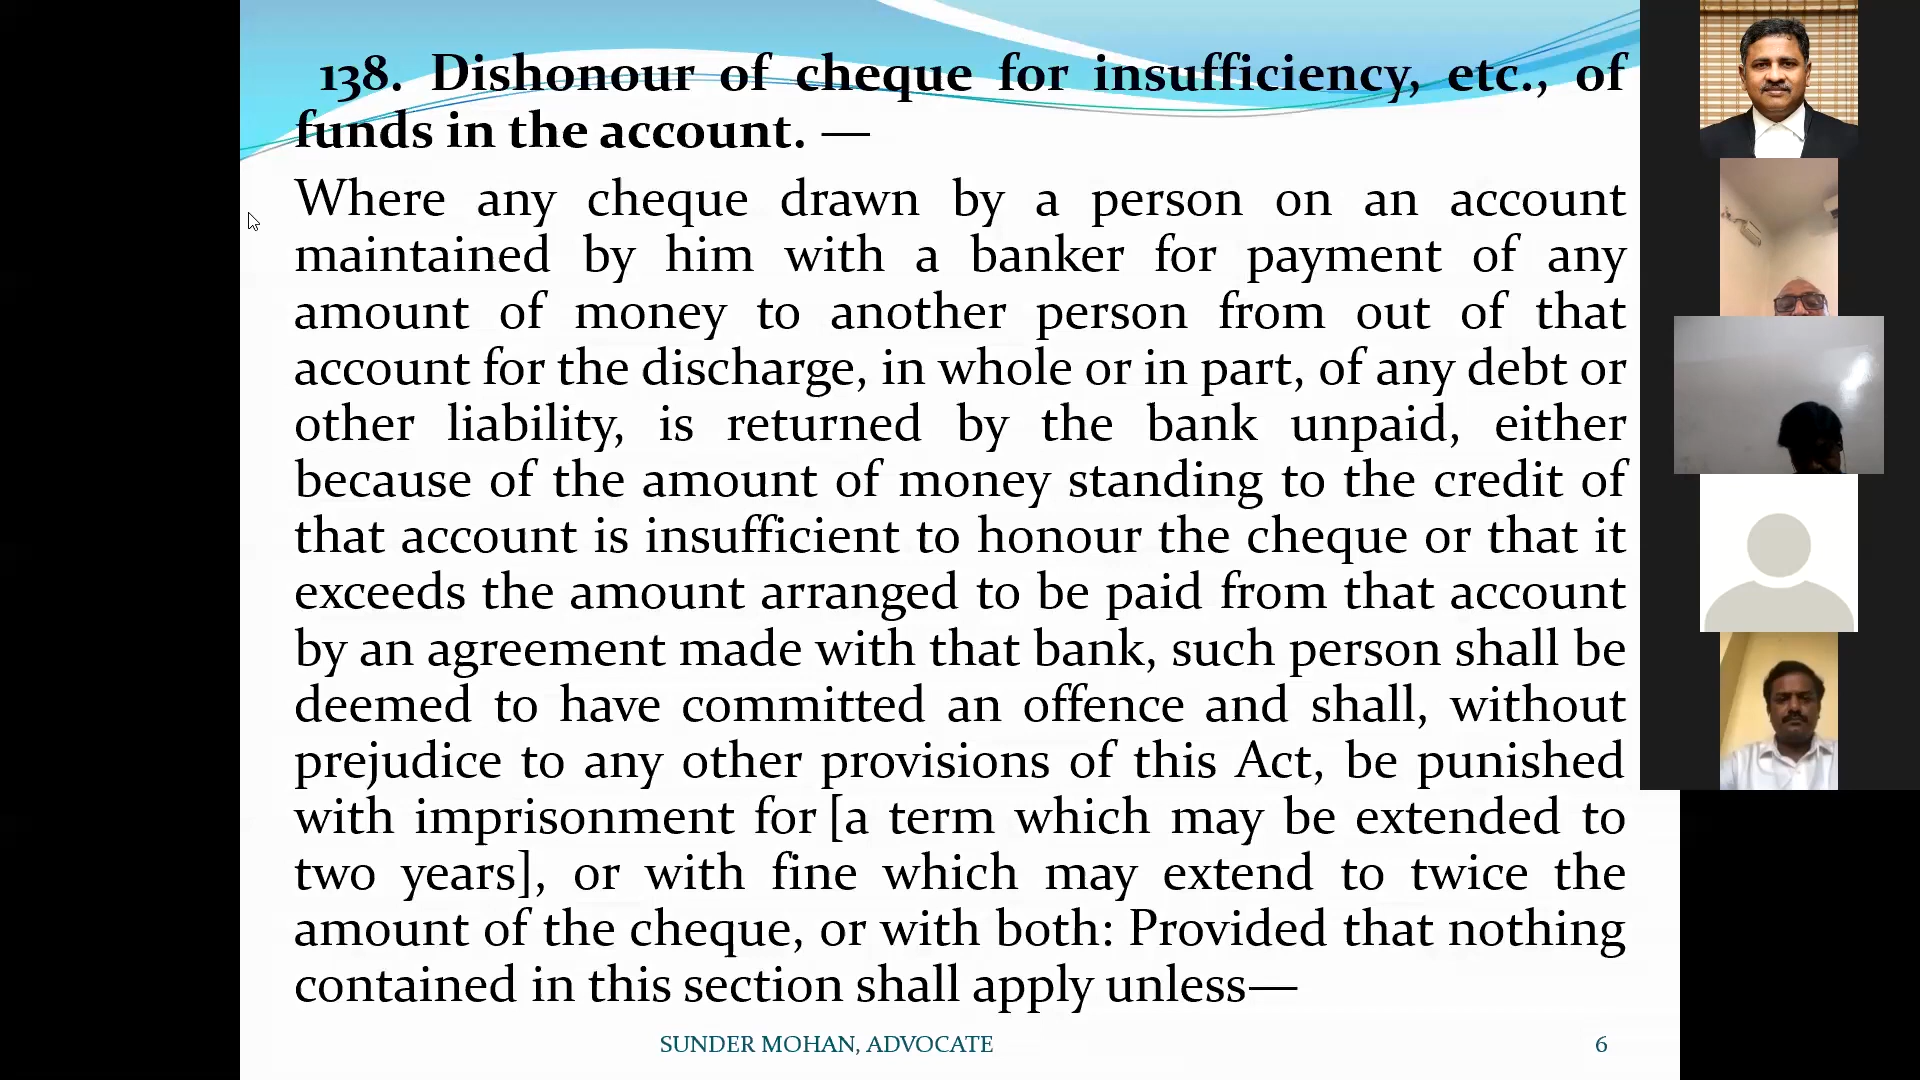 138. Dishonour of cheque for insufficiency, etc., of
funds in the account. —
Where any cheque drawn by a person on an account
maintained by him with a banker for payment of any
amount of money to another person from out of that
account for the discharge, in whole or in part, of any debt or
other liability, is returned by the bank unpaid, either
because of the amount of money standing to the credit of
that account is insufficient to honour the cheque or that it
exceeds the amount arranged to be paid from that account
by an agreement made with that bank, such person shall be
deemed to have committed an offence and shall, without
prejudice to any other provisions of this Act, be punished
with imprisonment for [a term which may be extended to
two years], or with fine which may extend to twice the
amount of the cheque, or with both: Provided that nothing
contained in this section shall apply unless—
SUNDER MOHAN, ADVOCATE
6